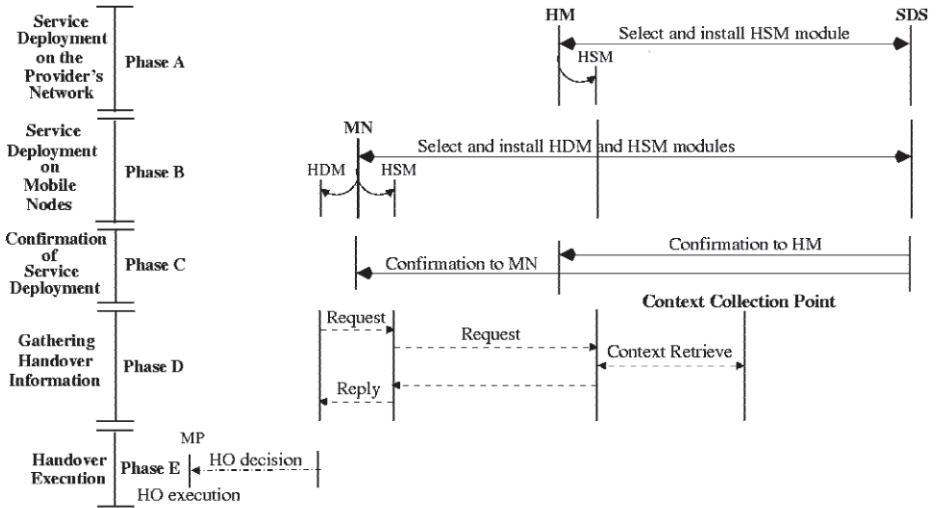 Service
Deployment
on the
Provider's
Network
Phase A
HM
SDS
Select and install HSM module
HSM
Service
Deployment
on
Mobile
Nodes
Phase B
MN
Select and install HDM and HSM modules
HDM
HSM
Confirmation
of
Service
Deployment
Phase C
Confirmation to HM
Confirmation to MN
Context Collection Point
Gathering
Handover
Information
Phase D
Request
Request
Context Retrieve
Reply
Handover
Execution
Phase E
MP
HO decision
HO execution